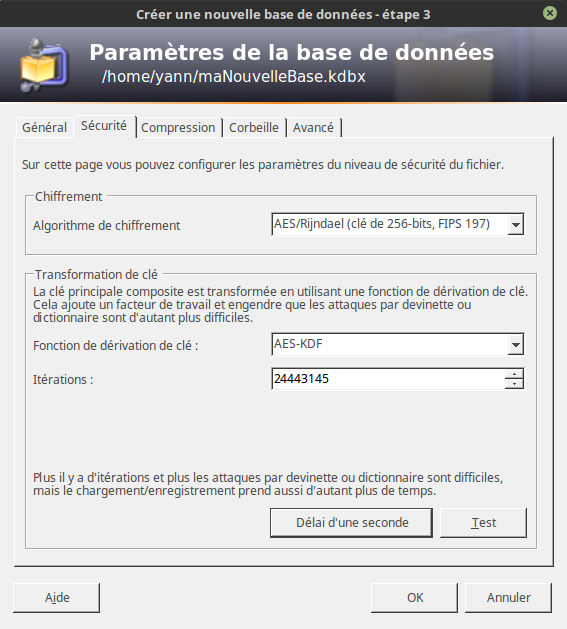 Créer une nouvelle base de données - étape 3
Paramètres de la base de données
/home/yann/maNouvelleBase.kdbx
Général Sécurité Compression Corbeille Avancé
Sur cette page vous pouvez configurer les paramètres du niveau de sécurité du fichier.
Chiffrement
Algorithme de chiffrement AES/Rijndael (clé de 256-bits, FIPS 197)
Transformation de clé
La clé principale composite est transformée en utilisant une fonction de dérivation de clé.
Cela ajoute un facteur de travail et engendre que les attaques par devinette ou
dictionnaire sont d'autant plus difficiles.
Fonction de dérivation de clé : AES-KDF
Itérations : 24443145
Plus il y a d'itérations et plus les attaques par devinette ou dictionnaire sont difficiles,
mais le chargement/enregistrement prend aussi d'autant plus de temps.
Délai d'une seconde Test
Aide OK Annuler